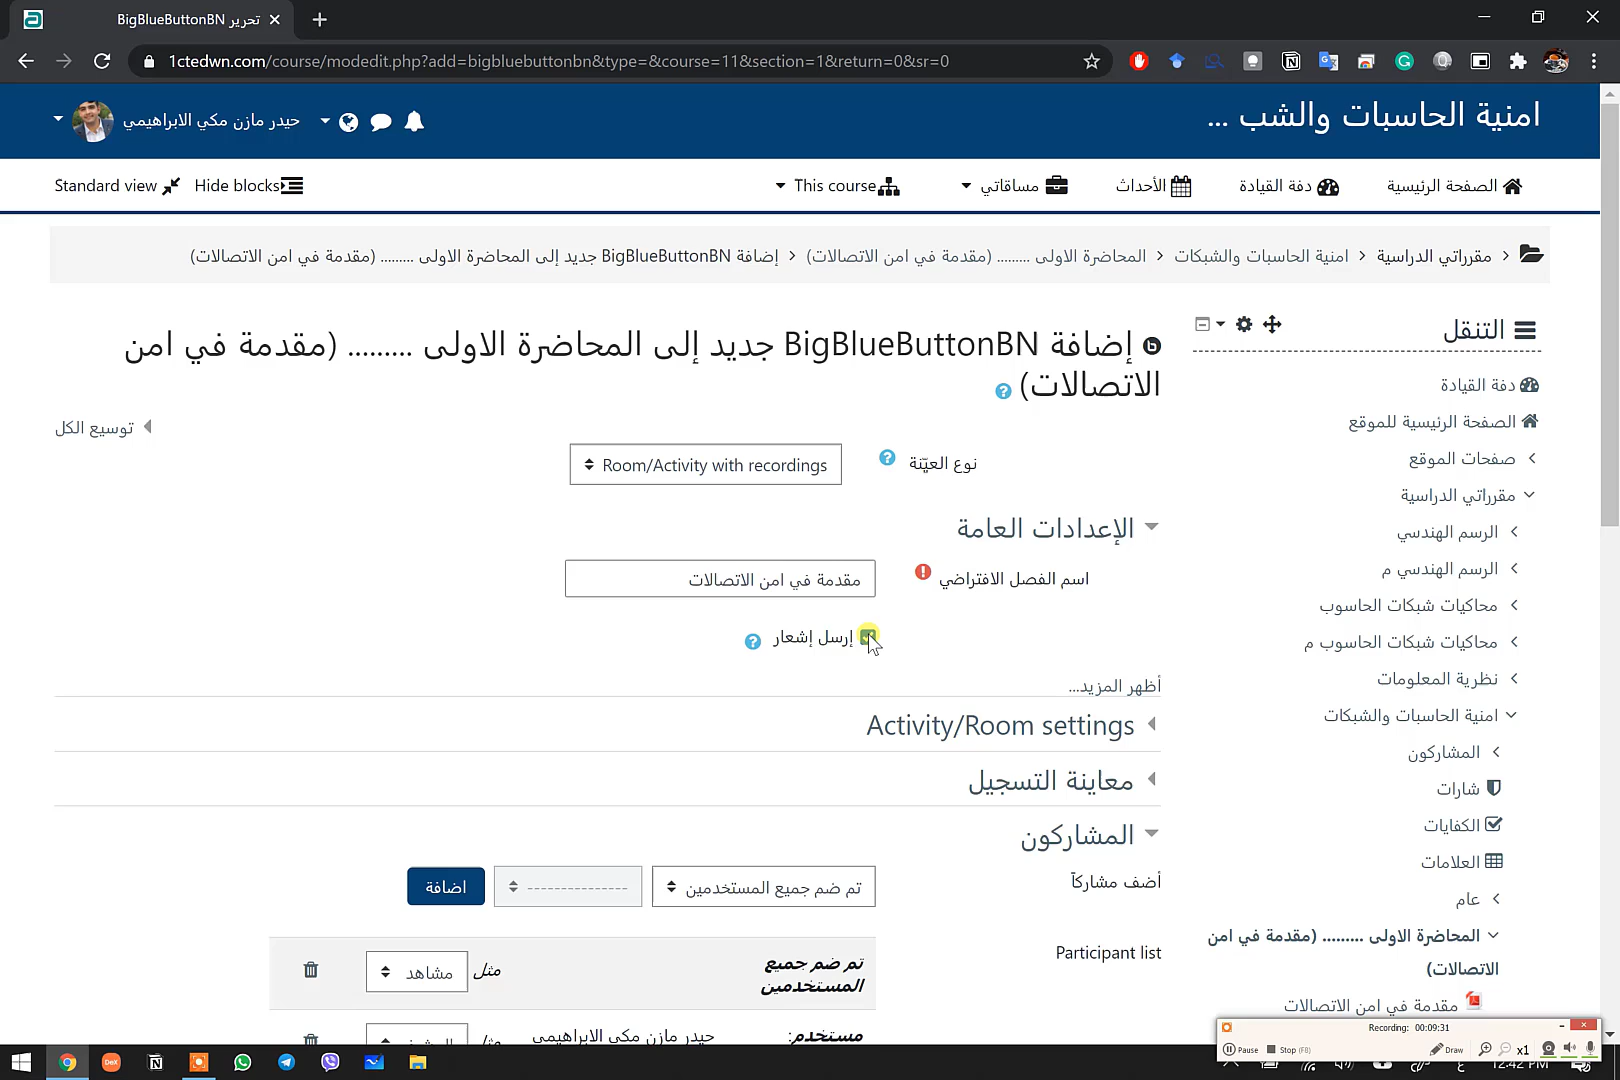 تحرير BigBlueButtonBN
1ctedwn.com/course/modedit.php?add=bigbluebuttonbn&type=&course=11&section=1&return=0&sr=0
امنية الحاسبات والشب ...
حيدر مازن مكي الابراهيمي
الصفحة الرئيسية
دفة القيادة
الأحداث
مساقاتي
This course
Hide blocks
Standard view
مقرراتي الدراسية › امنية الحاسبات والشبكات › المحاضرة الاولى ......... (مقدمة في امن الاتصالات) › إضافة BigBlueButtonBN جديد إلى المحاضرة الاولى ......... (مقدمة في امن الاتصالات)
إضافة BigBlueButtonBN جديد إلى المحاضرة الاولى ......... (مقدمة في امن
الاتصالات)
توسيع الكل
نوع العيّنة
Room/Activity with recordings
الإعدادات العامة
اسم الفصل الافتراضي
مقدمة في امن الاتصالات
إرسل إشعار
أظهر المزيد...
Activity/Room settings
معاينة التسجيل
المشاركون
أضف مشاركاً
تم ضم جميع المستخدمين
---------------
اضافة
Participant list
تم ضم جميع
المستخدمين
مثل
مشاهد
مستخدم:
حيدر مازن مكي الابراهيمي
مثل
التنقل
دفة القيادة
الصفحة الرئيسية للموقع
صفحات الموقع
مقرراتي الدراسية
الرسم الهندسي
الرسم الهندسي م
محاكيات شبكات الحاسوب
محاكيات شبكات الحاسوب م
نظرية المعلومات
امنية الحاسبات والشبكات
المشاركون
شارات
الكفايات
العلامات
عام
المحاضرة الاولى ......... (مقدمة في امن
الاتصالات)
مقدمة في امن الاتصالات
Recording: 00:09:31
Pause
Stop (F8)
Draw
x1
12:42 PM